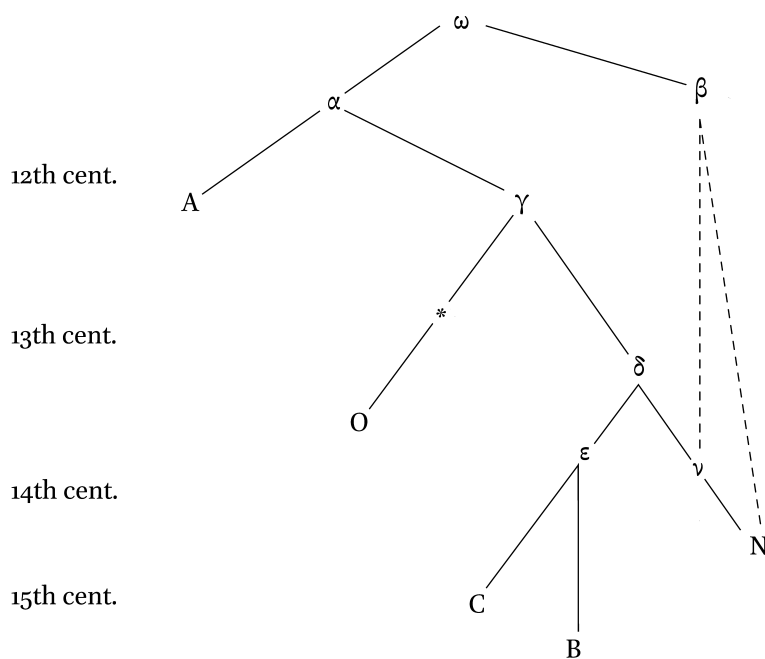 ω
β
α
12th cent.
A
γ
*
13th cent.
δ
O
ε
ν
14th cent.
N
15th cent.
C
B